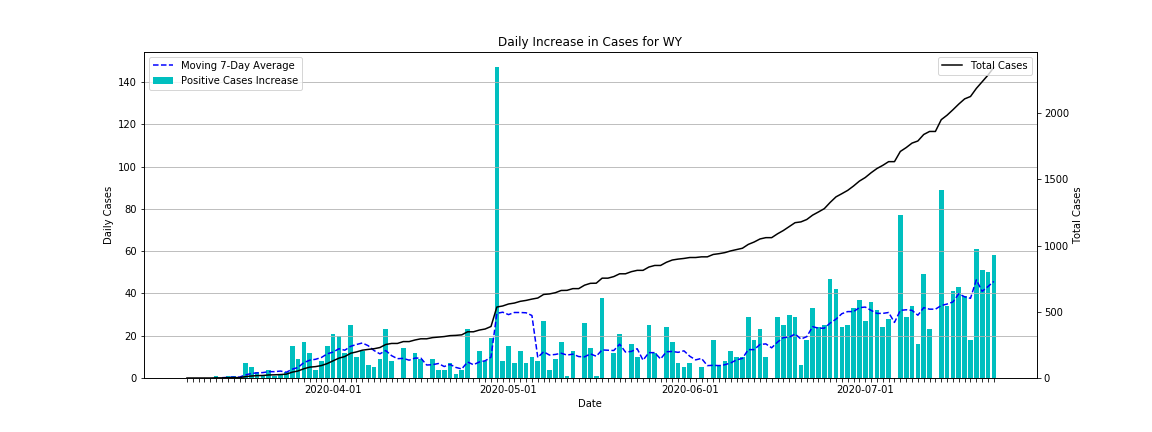 Daily Increase in Cases for WY
Moving 7-Day Average
Positive Cases Increase
Total Cases
Daily Cases
140
120
100
80
60
40
20
0
Total Cases
2000
1500
1000
500
0
2020-04-01
2020-05-01
2020-06-01
2020-07-01
Date